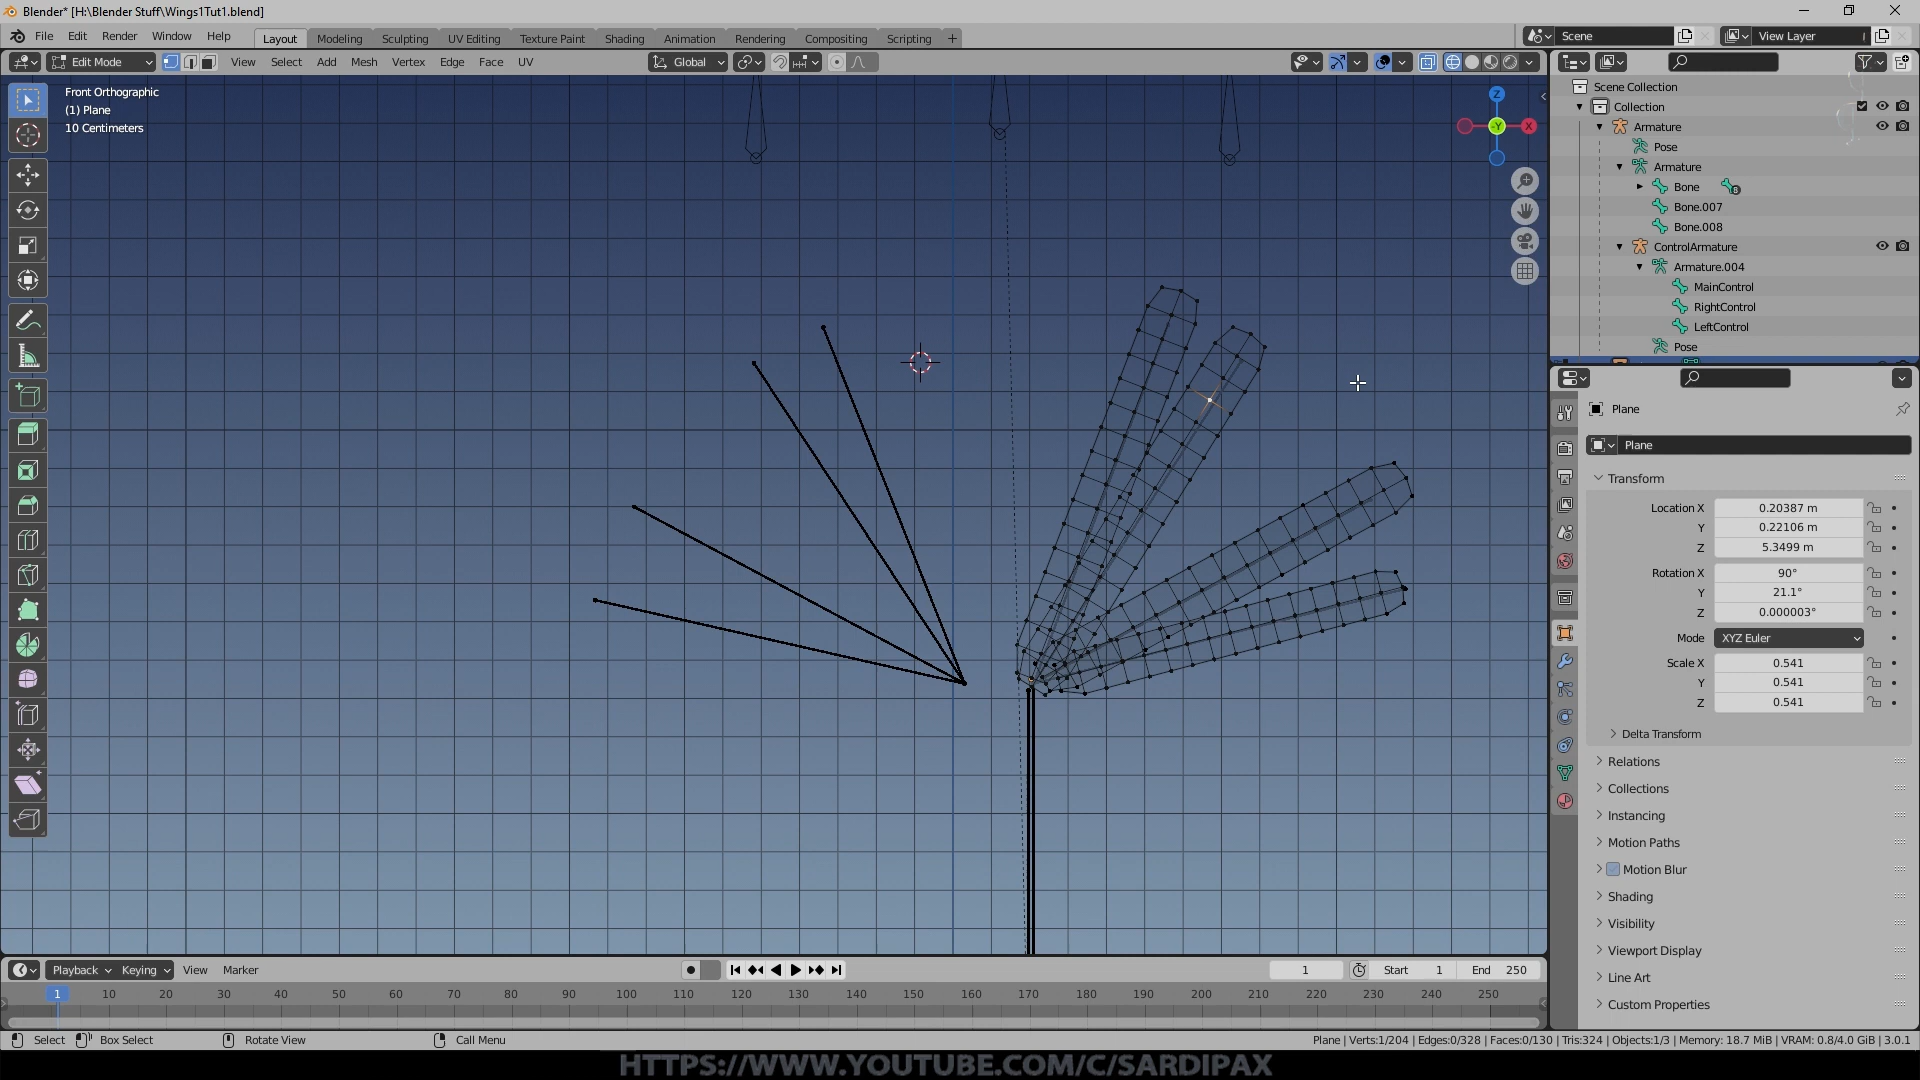 Blender* [H:\Blender Stuff\Wings1Tut1.blend]
File Edit Render Window Help
Layout Modeling Sculpting UV Editing Texture Paint Shading Animation Rendering Compositing Scripting +
Scene
View Layer
Edit Mode
View Select Add Mesh Vertex Edge Face UV
Global
Front Orthographic
(1) Plane
10 Centimeters
Z
-Y
X
Scene Collection
Collection
Armature
Pose
Armature
Bone
8
Bone.007
Bone.008
ControlArmature
Armature.004
MainControl
RightControl
LeftControl
Pose
Plane
Plane
Transform
Location X 0.20387 m
Y 0.22106 m
Z 5.3499 m
Rotation X 90°
Y 21.1°
Z 0.000003°
Mode XYZ Euler
Scale X 0.541
Y 0.541
Z 0.541
Delta Transform
Relations
Collections
Instancing
Motion Paths
Motion Blur
Shading
Visibility
Viewport Display
Line Art
Custom Properties
Playback Keying View Marker
1
Start 1
End 250
1 10 20 30 40 50 60 70 80 90 100 110 120 130 140 150 160 170 180 190 200 210 220 230 240 250
Select
Box Select
Rotate View
Call Menu
Plane | Verts:1/204 | Edges:0/328 | Faces:0/130 | Tris:324 | Objects:1/3 | Memory: 18.7 MiB | VRAM: 0.8/4.0 GiB | 3.0.1
HTTPS://WWW.YOUTUBE.COM/C/SARDIPAX